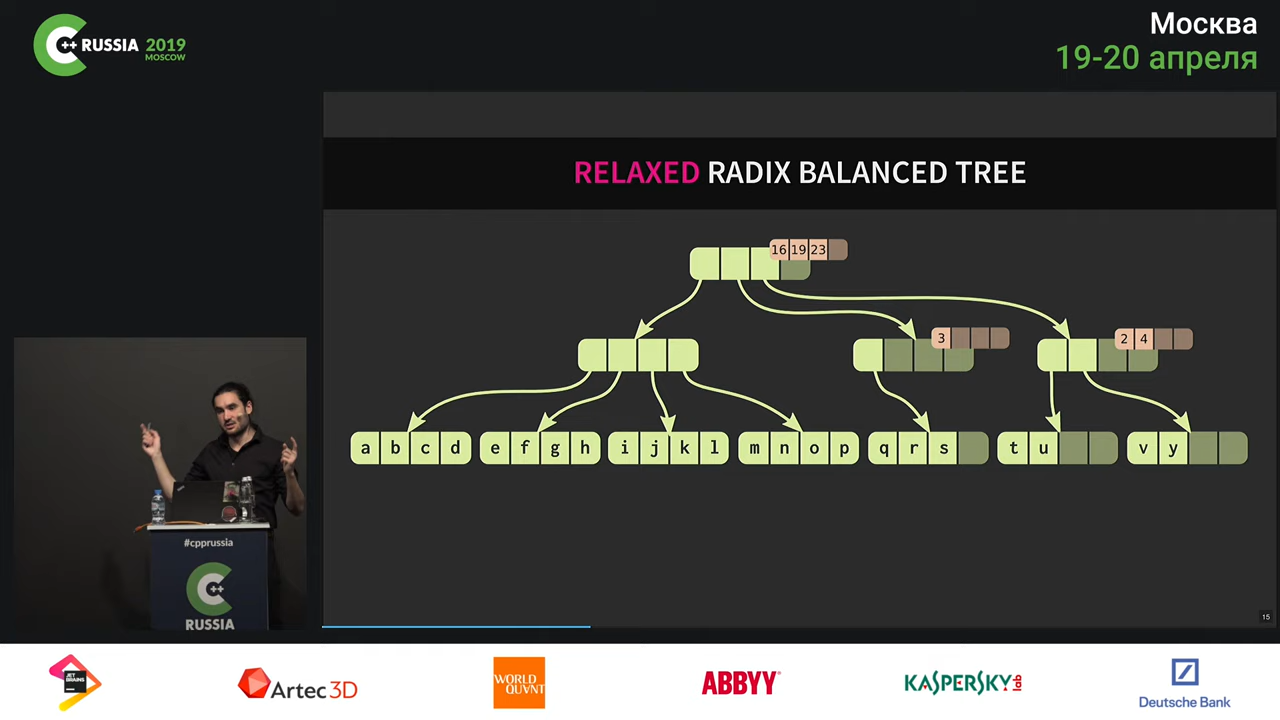 C++ RUSSIA 2019
MOSCOW
Москва
19-20 апреля
RELAXED RADIX BALANCED TREE
16 19 23
3
2 4
a b c d e f g h i j k l m n o p q r s t u v y
15
#cpprussia
C++
RUSSIA
JET BRAINS
Artec 3D
WORLD QUANT
ABBYY
KASPERSKY lab
Deutsche Bank